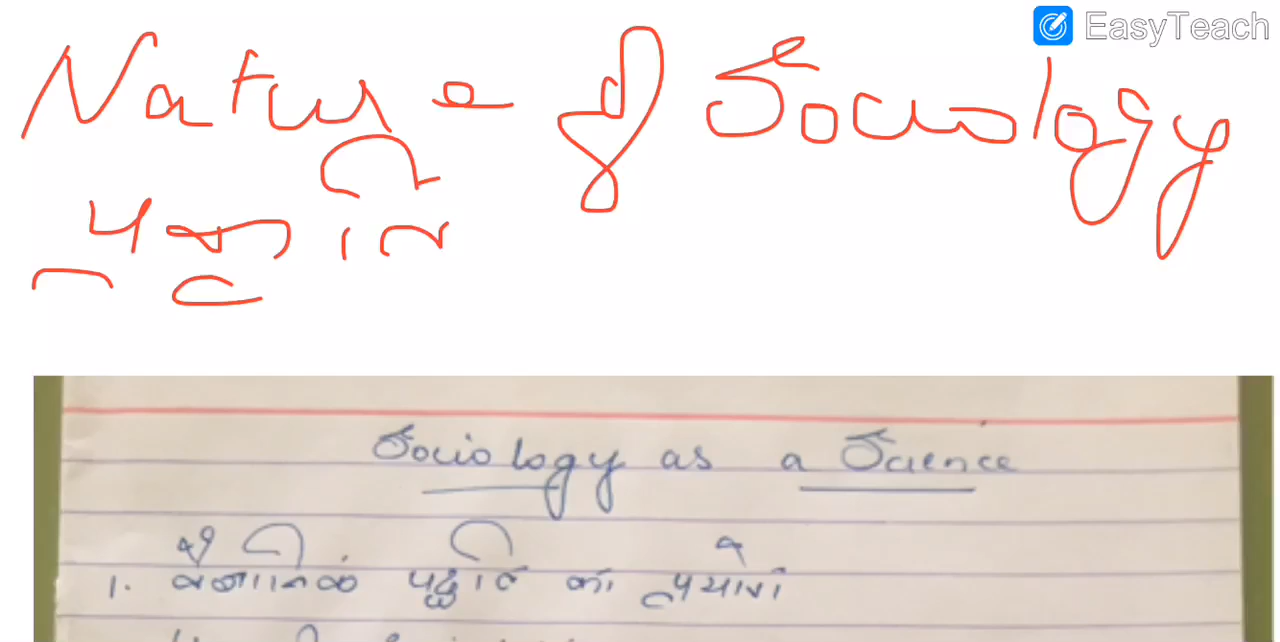 EasyTeach
Nature of Sociology
प्रकृति
Sociology as a Science
1. वैज्ञानिक पद्धति का प्रयोग